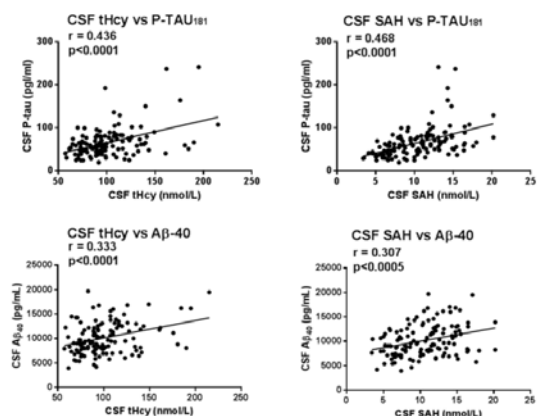 CSF tHcy vs P-TAU181
r = 0.436
p<0.0001
CSF P-tau (pgl/ml)
300
200
100
0
50
100
150
200
250
CSF tHcy (nmol/L)
CSF SAH vs P-TAU181
r = 0.468
p<0.0001
CSF P-tau (pg/ml)
300
200
100
0
0
5
10
15
20
25
CSF SAH (nmol/L)
CSF tHcy vs Aβ-40
r = 0.333
p<0.0001
CSF Aβ40 (pg/mL)
25000
20000
15000
10000
5000
0
50
100
150
200
250
CSF tHcy (nmol/L)
CSF SAH vs Aβ-40
r = 0.307
p<0.0005
CSF Aβ40 (pg/mL)
25000
20000
15000
10000
5000
0
0
5
10
15
20
25
CSF SAH (nmol/L)